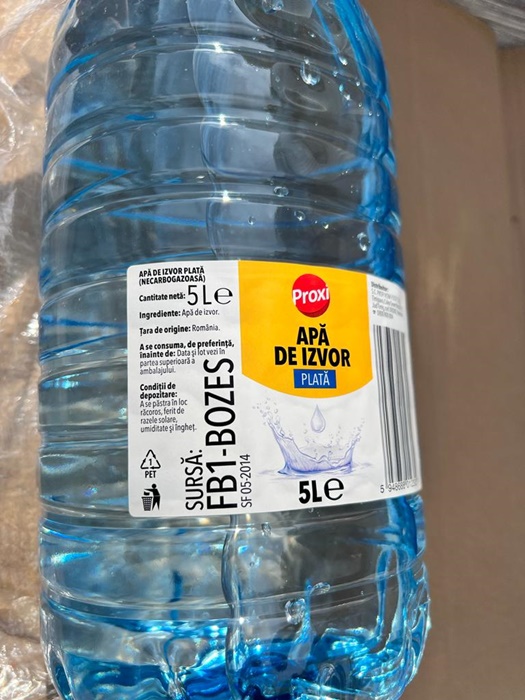 APĂ DE IZVOR PLATĂ
(NECARBOGAZOASĂ)
Cantitate netă: 5L℮
Ingrediente: Apă de izvor.
Țara de origine: România.
A se consuma, de preferință,
înainte de: Data și lot vezi în
partea superioară a
ambalajului.
Condiții de
depozitare:
A se păstra în loc
răcoros, ferit de
razele solare,
umiditate și îngheț.
1
PET
SURSĂ:
FB1-BOZES
SF 05-2014
Proxi
APĂ
DE IZVOR
PLATĂ
5L℮